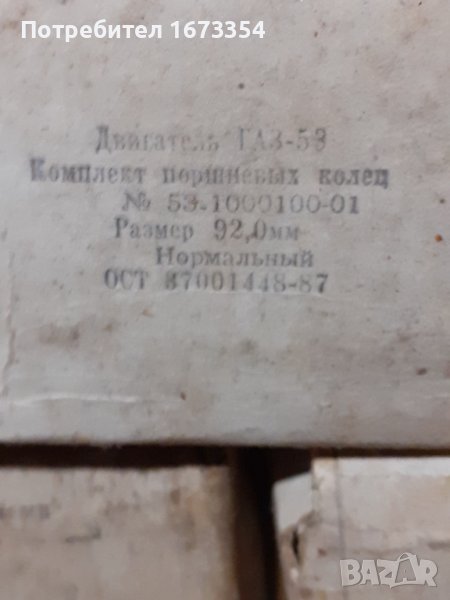 Потребител 1673354
Двигатель ГАЗ-53
Комплект поршневых колец
№ 53-1000100-01
Размер 92,0мм
Нормальный
ОСТ 37001448-87
BAZAR